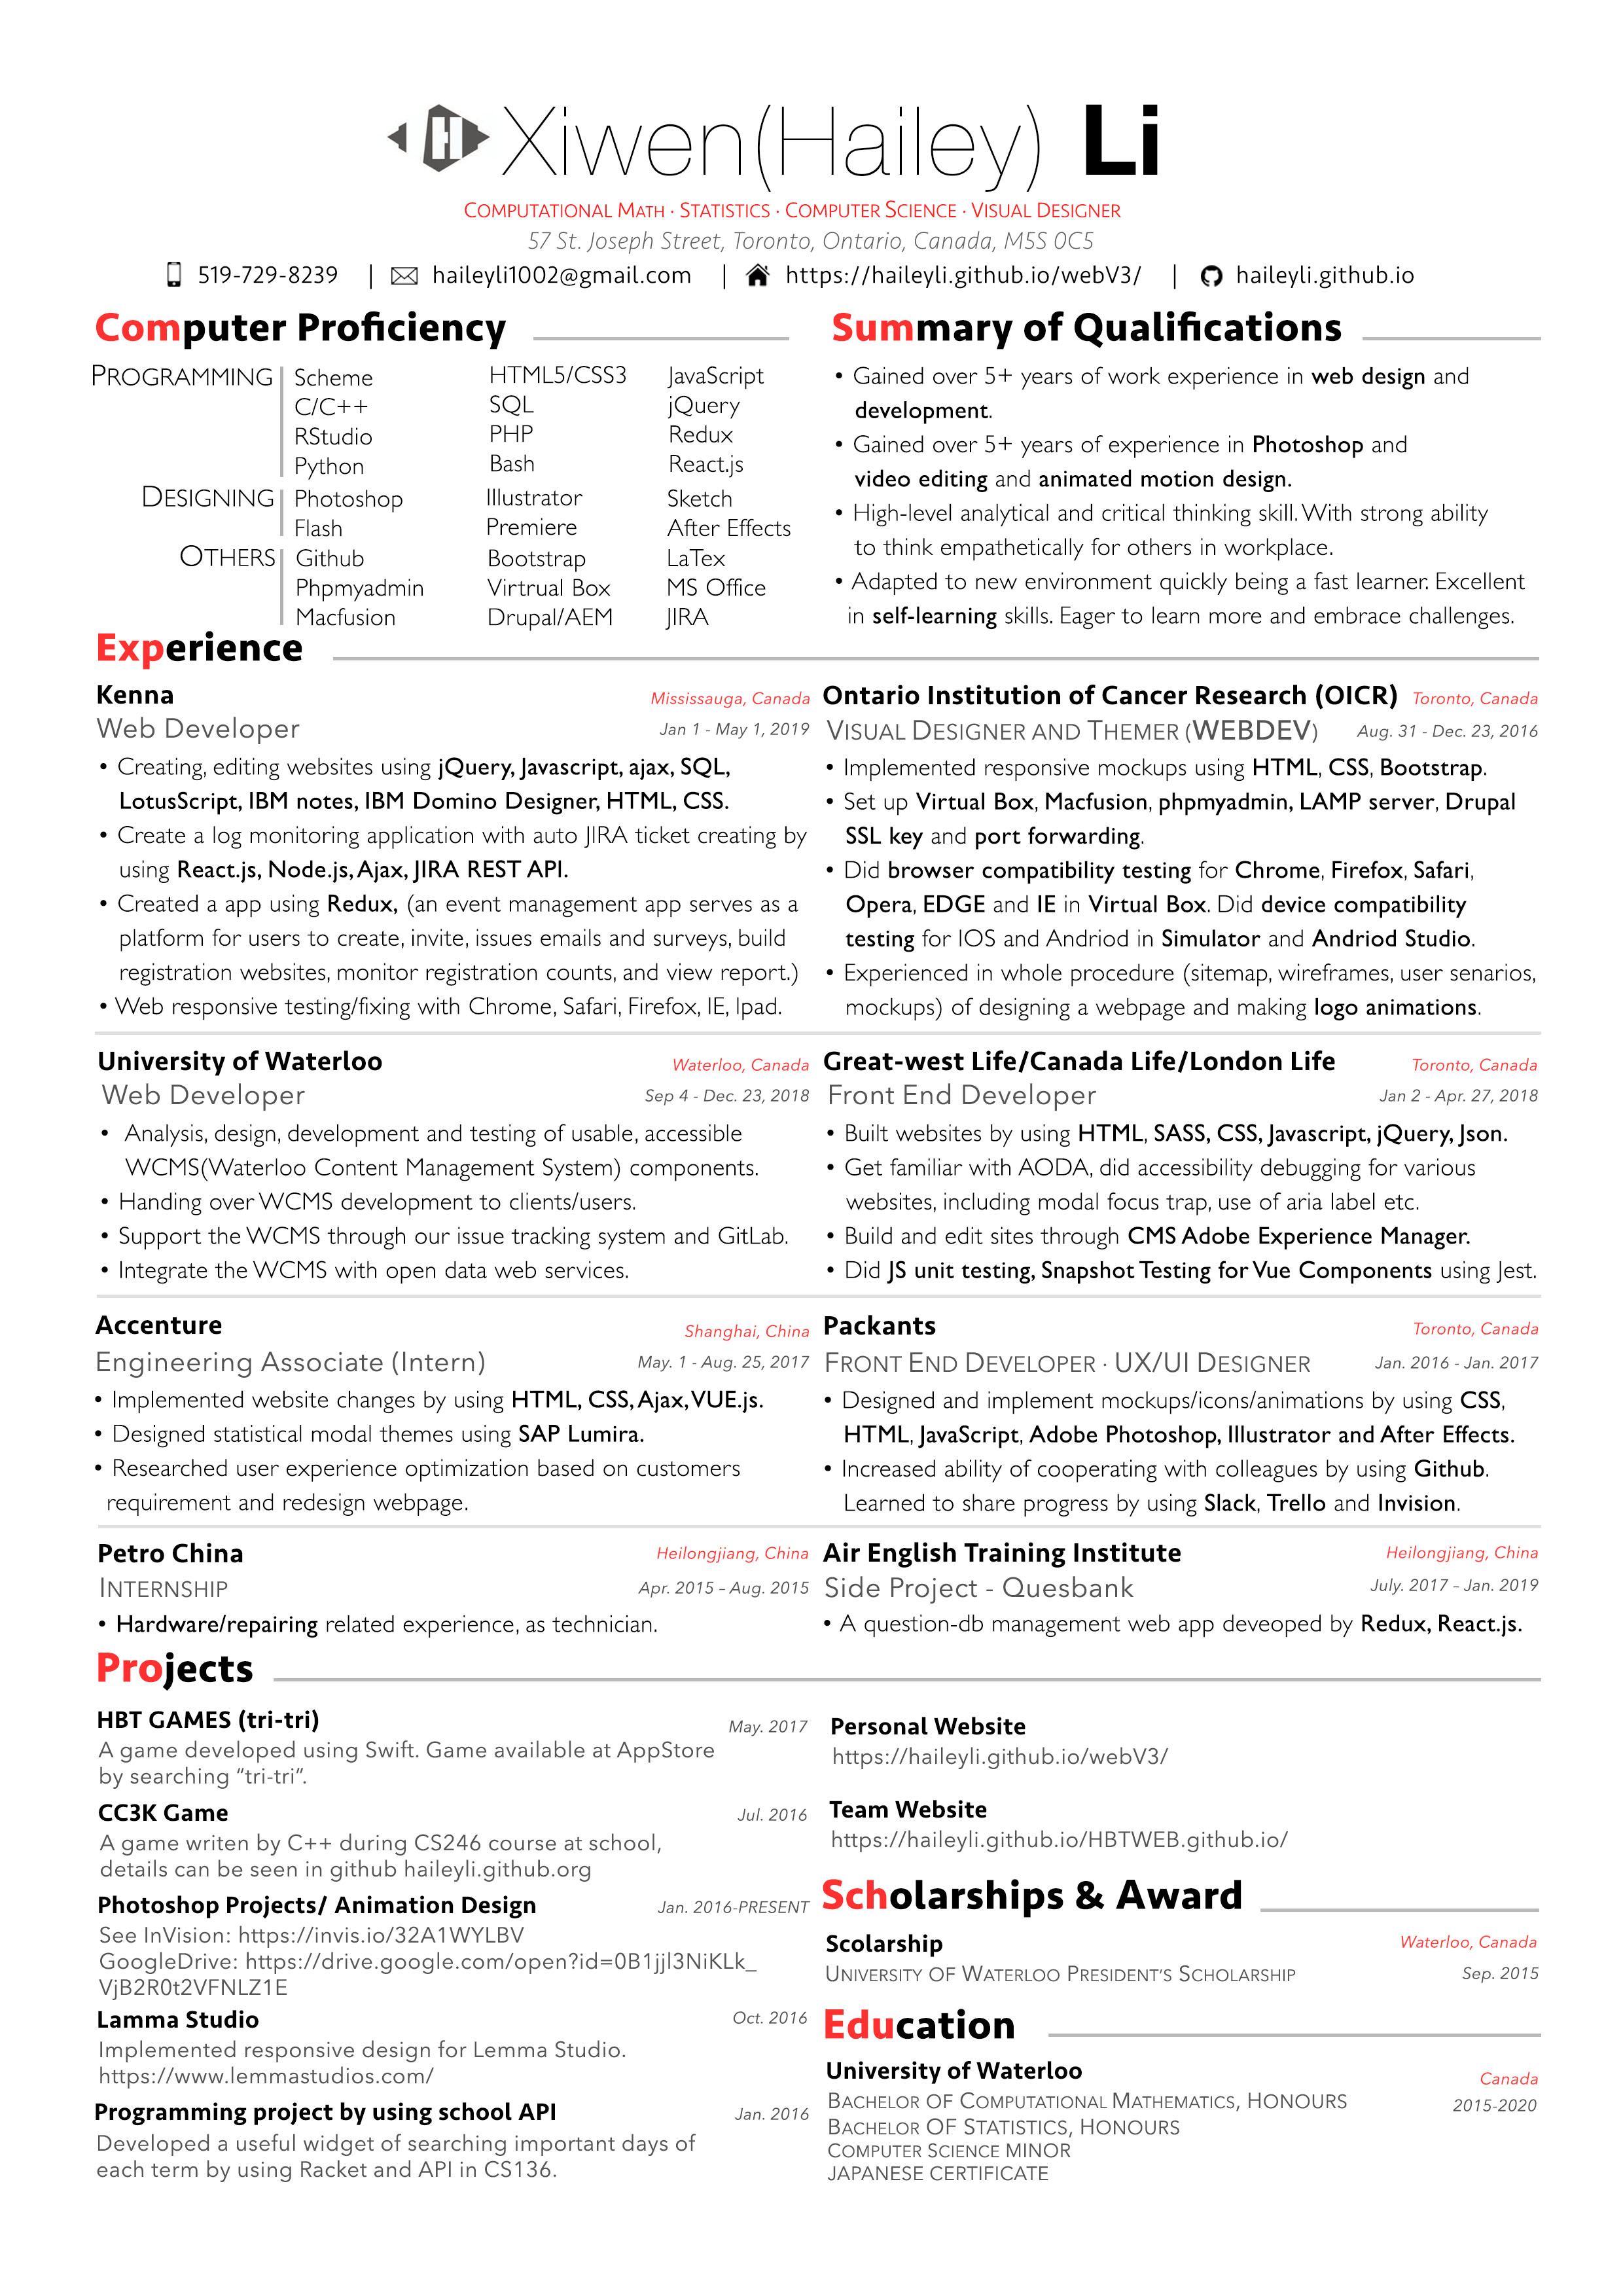 Xiwen(Hailey) Li
Computational Math · Statistics · Computer Science · Visual Designer
57 St. Joseph Street, Toronto, Ontario, Canada, M5S 0C5
519-729-8239 | haileyli1002@gmail.com | https://haileyli.github.io/webV3/ | haileyli.github.io
Computer Proficiency
Programming
Scheme HTML5/CSS3 JavaScript
C/C++ SQL jQuery
RStudio PHP Redux
Python Bash React.js
Designing
Photoshop Illustrator Sketch
Flash Premiere After Effects
Others
Github Bootstrap LaTex
Phpmyadmin Virtrual Box MS Office
Macfusion Drupal/AEM JIRA
Summary of Qualifications
• Gained over 5+ years of work experience in web design and
development.
• Gained over 5+ years of experience in Photoshop and
video editing and animated motion design.
• High-level analytical and critical thinking skill. With strong ability
to think empathetically for others in workplace.
• Adapted to new environment quickly being a fast learner. Excellent
in self-learning skills. Eager to learn more and embrace challenges.
Experience
Kenna Mississauga, Canada
Web Developer Jan 1 - May 1, 2019
• Creating, editing websites using jQuery, Javascript, ajax, SQL,
LotusScript, IBM notes, IBM Domino Designer, HTML, CSS.
• Create a log monitoring application with auto JIRA ticket creating by
using React.js, Node.js, Ajax, JIRA REST API.
• Created a app using Redux, (an event management app serves as a
platform for users to create, invite, issues emails and surveys, build
registration websites, monitor registration counts, and view report.)
• Web responsive testing/fixing with Chrome, Safari, Firefox, IE, Ipad.
Ontario Institution of Cancer Research (OICR) Toronto, Canada
Visual Designer and Themer (WEBDEV) Aug. 31 - Dec. 23, 2016
• Implemented responsive mockups using HTML, CSS, Bootstrap.
• Set up Virtual Box, Macfusion, phpmyadmin, LAMP server, Drupal
SSL key and port forwarding.
• Did browser compatibility testing for Chrome, Firefox, Safari,
Opera, EDGE and IE in Virtual Box. Did device compatibility
testing for IOS and Andriod in Simulator and Andriod Studio.
• Experienced in whole procedure (sitemap, wireframes, user senarios,
mockups) of designing a webpage and making logo animations.
University of Waterloo Waterloo, Canada
Web Developer Sep 4 - Dec. 23, 2018
• Analysis, design, development and testing of usable, accessible
WCMS(Waterloo Content Management System) components.
• Handing over WCMS development to clients/users.
• Support the WCMS through our issue tracking system and GitLab.
• Integrate the WCMS with open data web services.
Great-west Life/Canada Life/London Life Toronto, Canada
Front End Developer Jan 2 - Apr. 27, 2018
• Built websites by using HTML, SASS, CSS, Javascript, jQuery, Json.
• Get familiar with AODA, did accessibility debugging for various
websites, including modal focus trap, use of aria label etc.
• Build and edit sites through CMS Adobe Experience Manager.
• Did JS unit testing, Snapshot Testing for Vue Components using Jest.
Accenture Shanghai, China
Engineering Associate (Intern) May. 1 - Aug. 25, 2017
• Implemented website changes by using HTML, CSS, Ajax, VUE.js.
• Designed statistical modal themes using SAP Lumira.
• Researched user experience optimization based on customers
requirement and redesign webpage.
Packants Toronto, Canada
Front End Developer · UX/UI Designer Jan. 2016 - Jan. 2017
• Designed and implement mockups/icons/animations by using CSS,
HTML, JavaScript, Adobe Photoshop, Illustrator and After Effects.
• Increased ability of cooperating with colleagues by using Github.
Learned to share progress by using Slack, Trello and Invision.
Petro China Heilongjiang, China
Internship Apr. 2015 – Aug. 2015
• Hardware/repairing related experience, as technician.
Air English Training Institute Heilongjiang, China
Side Project - Quesbank July. 2017 – Jan. 2019
• A question-db management web app deveoped by Redux, React.js.
Projects
HBT GAMES (tri-tri) May. 2017
A game developed using Swift. Game available at AppStore
by searching “tri-tri”.
CC3K Game Jul. 2016
A game writen by C++ during CS246 course at school,
details can be seen in github haileyli.github.org
Photoshop Projects/ Animation Design Jan. 2016-PRESENT
See InVision: https://invis.io/32A1WYLBV
GoogleDrive: https://drive.google.com/open?id=0B1jjl3NiKLk_
VjB2R0t2VFNLZ1E
Lamma Studio Oct. 2016
Implemented responsive design for Lemma Studio.
https://www.lemmastudios.com/
Programming project by using school API Jan. 2016
Developed a useful widget of searching important days of
each term by using Racket and API in CS136.
Personal Website
https://haileyli.github.io/webV3/
Team Website
https://haileyli.github.io/HBTWEB.github.io/
Scholarships & Award
Scolarship Waterloo, Canada
University of Waterloo President’s Scholarship Sep. 2015
Education
University of Waterloo Canada
Bachelor of Computational Mathematics, HONOURS 2015-2020
Bachelor OF Statistics, HONOURS
Computer Science MINOR
JAPANESE CERTIFICATE